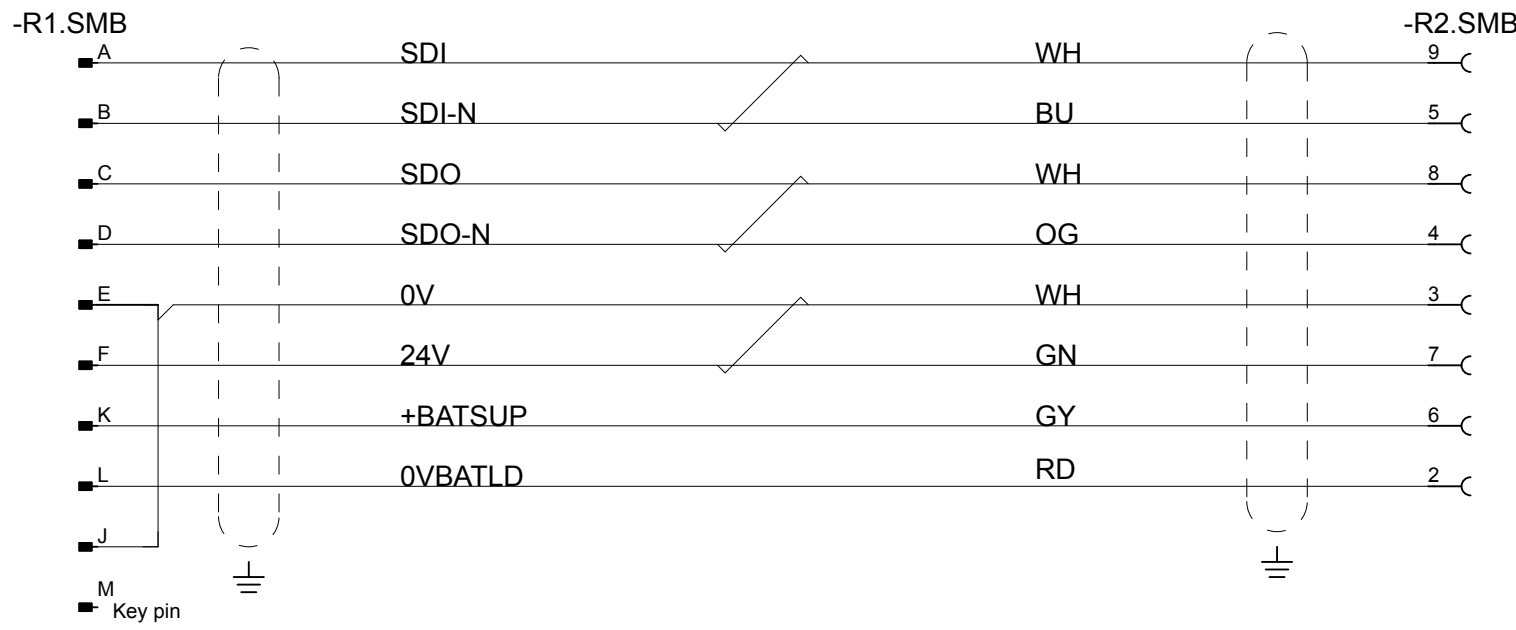 -R1.SMB -R2.SMB
A SDI WH 9
B SDI-N BU 5
C SDO WH 8
D SDO-N OG 4
E 0V WH 3
F 24V GN 7
K +BATSUP GY 6
L 0VBATLD RD 2
J
M
Key pin